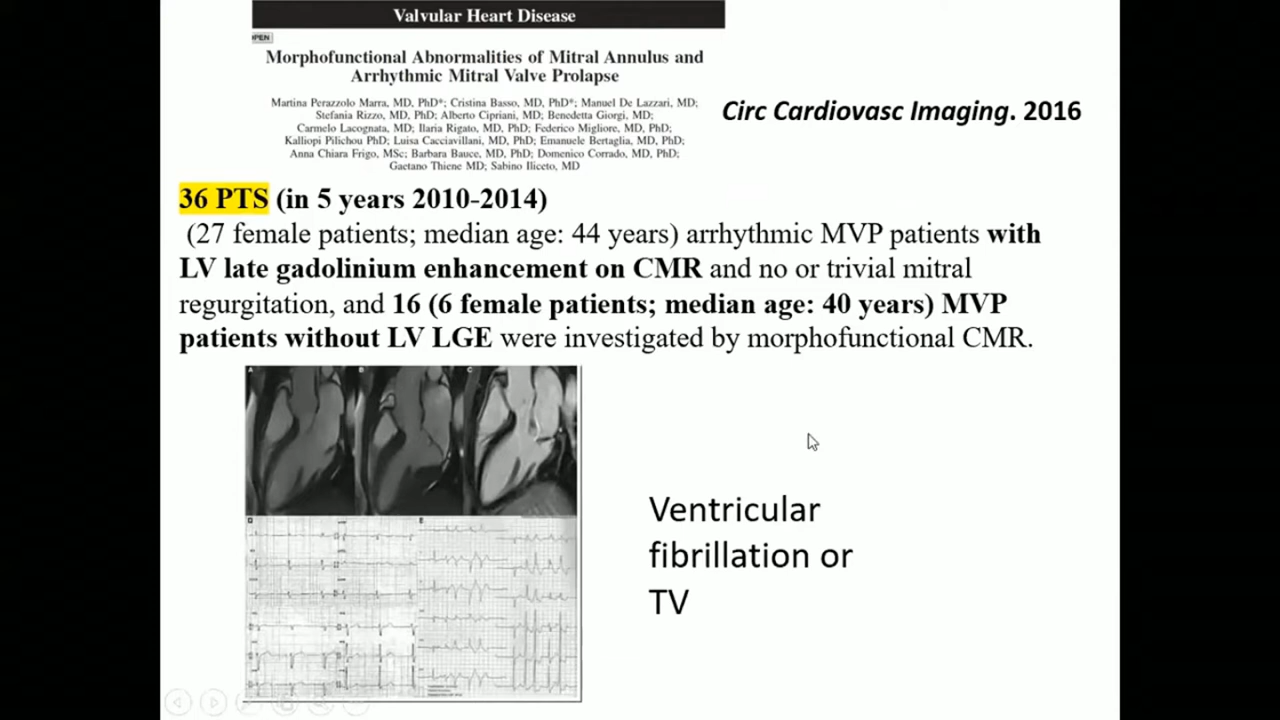 Valvular Heart Disease
OPEN
Morphofunctional Abnormalities of Mitral Annulus and
Arrhythmic Mitral Valve Prolapse
Martina Perazzolo Marra, MD, PhD*; Cristina Basso, MD, PhD*; Manuel De Lazzari, MD;
Stefania Rizzo, MD, PhD; Alberto Cipriani, MD; Benedetta Giorgi, MD;
Carmelo Lacognata, MD; Ilaria Rigato, MD, PhD; Federico Migliore, MD, PhD;
Kalliopi Pilichou PhD; Luisa Cacciavillani, MD, PhD; Emanuele Bertaglia, MD, PhD;
Anna Chiara Frigo, MSc; Barbara Bauce, MD, PhD; Domenico Corrado, MD, PhD;
Gaetano Thiene MD; Sabino Iliceto, MD
Circ Cardiovasc Imaging. 2016
36 PTS (in 5 years 2010-2014)
(27 female patients; median age: 44 years) arrhythmic MVP patients with
LV late gadolinium enhancement on CMR and no or trivial mitral
regurgitation, and 16 (6 female patients; median age: 40 years) MVP
patients without LV LGE were investigated by morphofunctional CMR.
A B C
D E
Ventricular
fibrillation or
TV